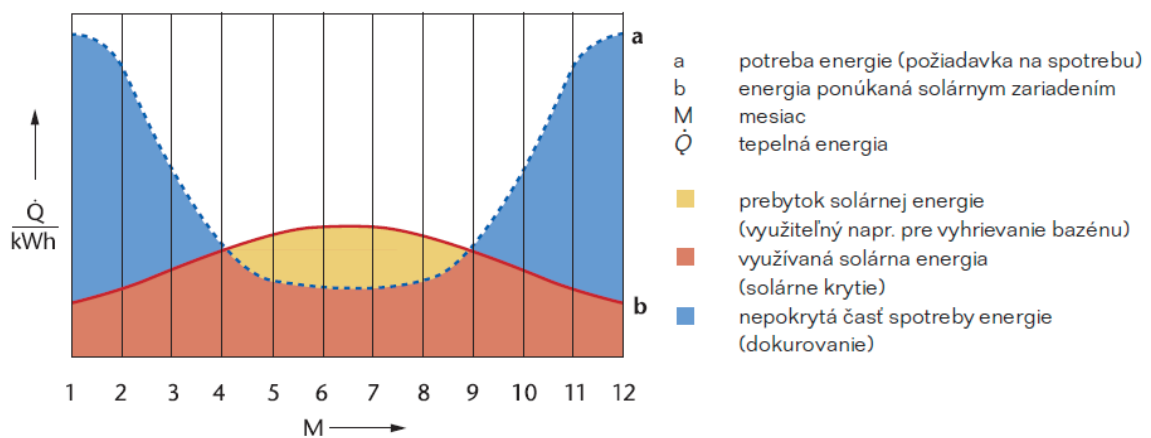 a
b
Q̇
kWh
1 2 3 4 5 6 7 8 9 10 11 12
M
a potreba energie (požiadavka na spotrebu)
b energia ponúkaná solárnym zariadením
M mesiac
Q̇ tepelná energia
prebytok solárnej energie
(využiteľný napr. pre vyhrievanie bazénu)
využívaná solárna energia
(solárne krytie)
nepokrytá časť spotreby energie
(dokurovanie)